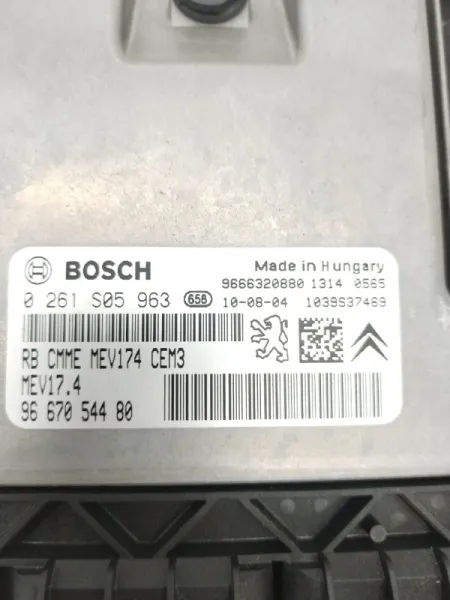 BOSCH
Made in Hungary
9666320880 1314 0565
0 261 S05 963 658 10-08-04 1039S37469
RB CMME MEV174 CEM3
MEV17.4
96 670 544 80